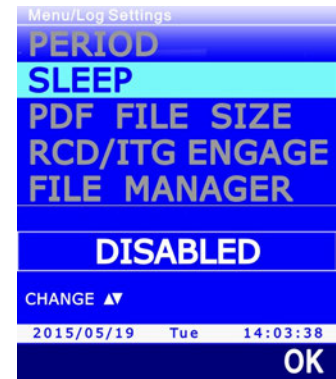 Menu/Log Settings
PERIOD
SLEEP
PDF FILE SIZE
RCD/ITG ENGAGE
FILE MANAGER
DISABLED
CHANGE ▲▼
2015/05/19 Tue 14:03:38
OK